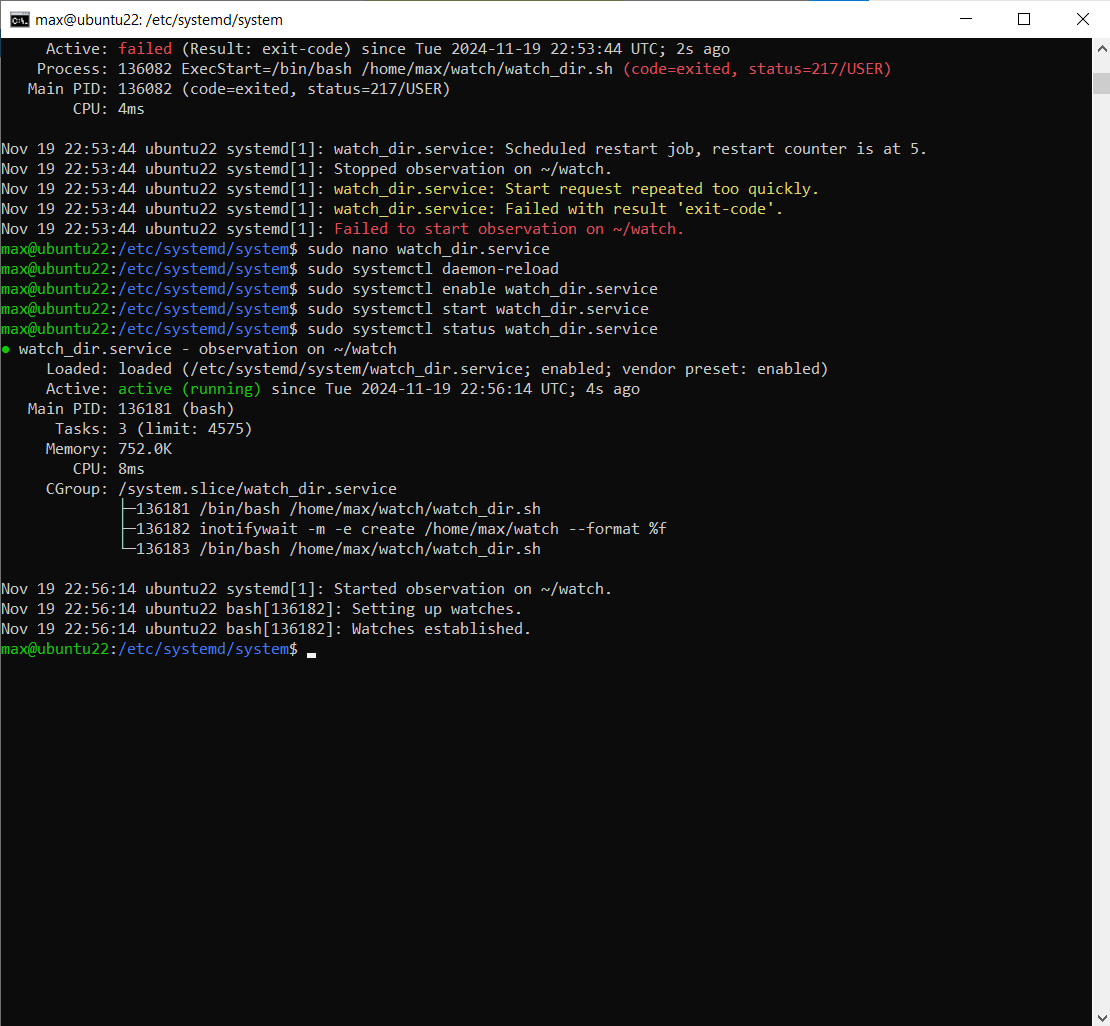 max@ubuntu22: /etc/systemd/system
Active: failed (Result: exit-code) since Tue 2024-11-19 22:53:44 UTC; 2s ago
Process: 136082 ExecStart=/bin/bash /home/max/watch/watch_dir.sh (code=exited, status=217/USER)
Main PID: 136082 (code=exited, status=217/USER)
CPU: 4ms
Nov 19 22:53:44 ubuntu22 systemd[1]: watch_dir.service: Scheduled restart job, restart counter is at 5.
Nov 19 22:53:44 ubuntu22 systemd[1]: Stopped observation on ~/watch.
Nov 19 22:53:44 ubuntu22 systemd[1]: watch_dir.service: Start request repeated too quickly.
Nov 19 22:53:44 ubuntu22 systemd[1]: watch_dir.service: Failed with result 'exit-code'.
Nov 19 22:53:44 ubuntu22 systemd[1]: Failed to start observation on ~/watch.
max@ubuntu22:/etc/systemd/system$ sudo nano watch_dir.service
max@ubuntu22:/etc/systemd/system$ sudo systemctl daemon-reload
max@ubuntu22:/etc/systemd/system$ sudo systemctl enable watch_dir.service
max@ubuntu22:/etc/systemd/system$ sudo systemctl start watch_dir.service
max@ubuntu22:/etc/systemd/system$ sudo systemctl status watch_dir.service
● watch_dir.service - observation on ~/watch
Loaded: loaded (/etc/systemd/system/watch_dir.service; enabled; vendor preset: enabled)
Active: active (running) since Tue 2024-11-19 22:56:14 UTC; 4s ago
Main PID: 136181 (bash)
Tasks: 3 (limit: 4575)
Memory: 752.0K
CPU: 8ms
CGroup: /system.slice/watch_dir.service
├─136181 /bin/bash /home/max/watch/watch_dir.sh
├─136182 inotifywait -m -e create /home/max/watch --format %f
└─136183 /bin/bash /home/max/watch/watch_dir.sh
Nov 19 22:56:14 ubuntu22 systemd[1]: Started observation on ~/watch.
Nov 19 22:56:14 ubuntu22 bash[136182]: Setting up watches.
Nov 19 22:56:14 ubuntu22 bash[136182]: Watches established.
max@ubuntu22:/etc/systemd/system$